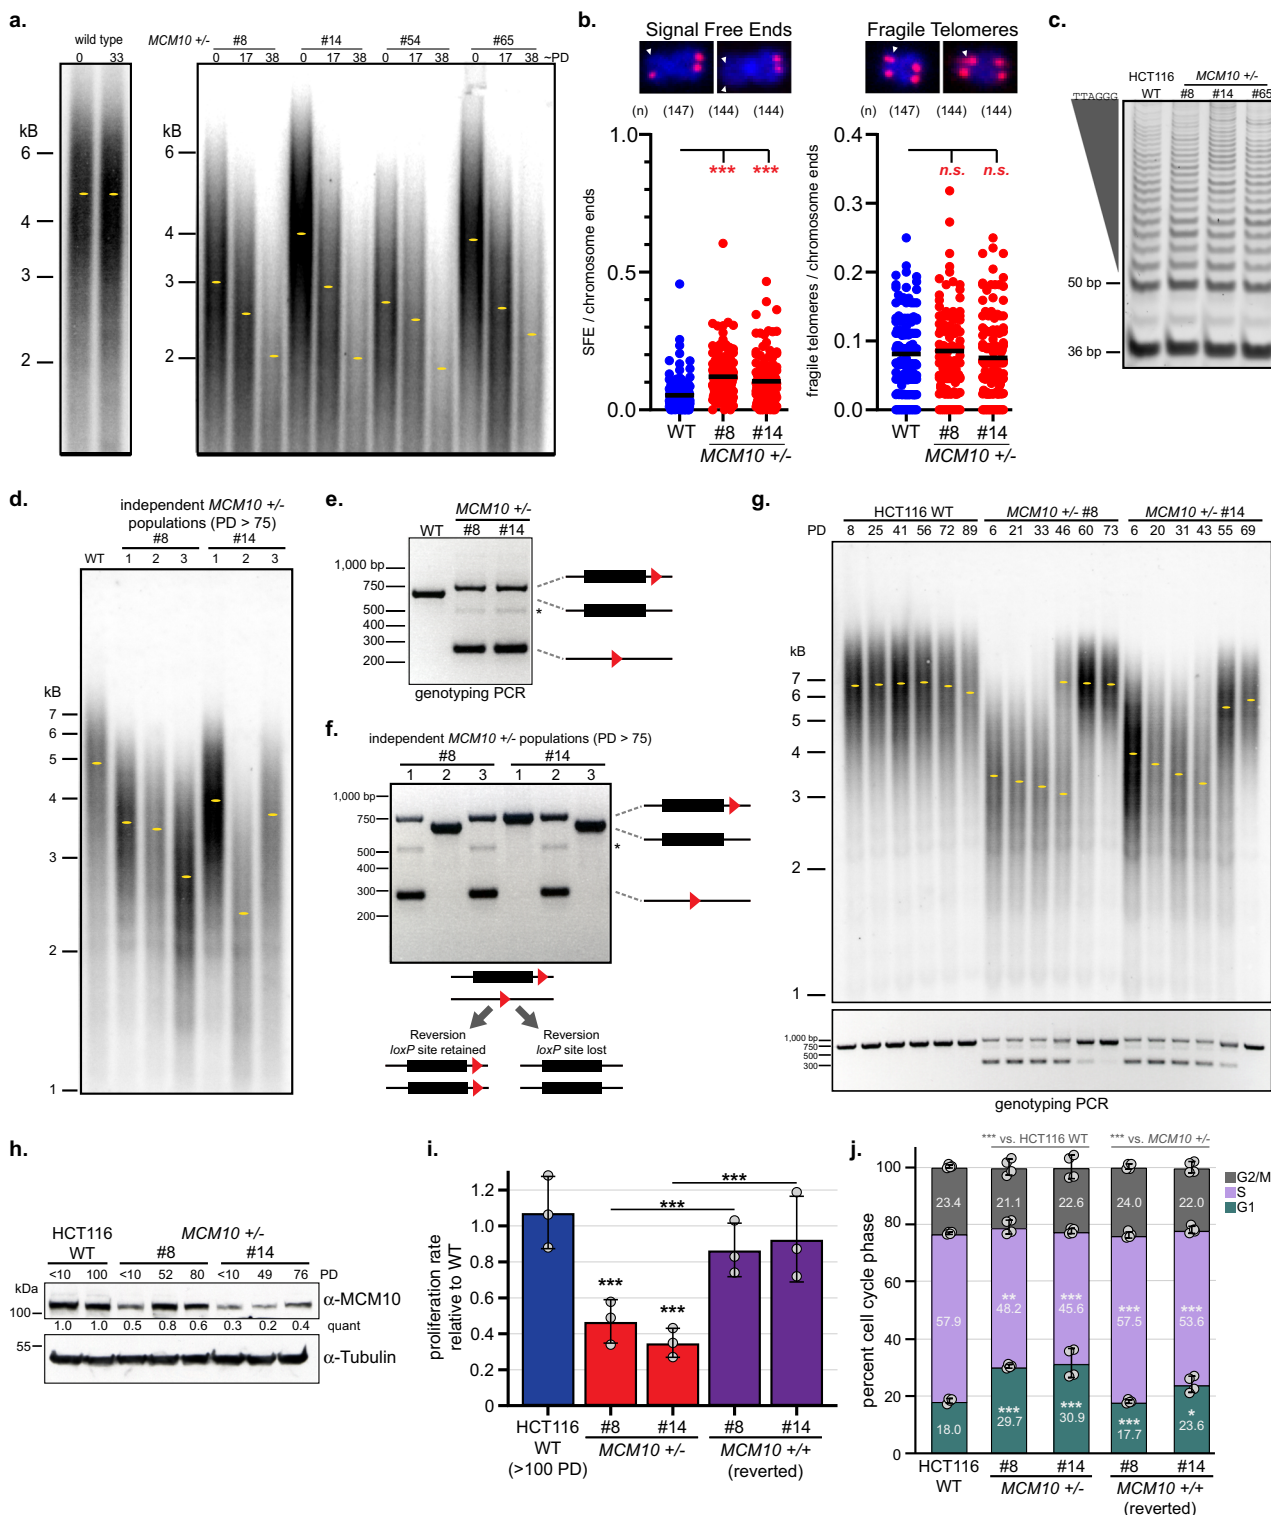 a.
wild type
0 33
MCM10 +/-
#8 #14 #54 #65
0 17 38 0 17 38 0 17 38 0 17 38 ~PD
kB
6
4
3
2
kB
6
4
3
2
b.
Signal Free Ends
(n) (147) (144) (144)
SFE / chromosome ends
1.0
0.5
0.0
*** ***
WT #8 #14
MCM10 +/-
Fragile Telomeres
(n) (147) (144) (144)
fragile telomeres / chromosome ends
0.4
0.3
0.2
0.1
0.0
n.s. n.s.
WT #8 #14
MCM10 +/-
c.
HCT116 MCM10 +/-
WT #8 #14 #65
TTAGGG
50 bp
36 bp
d.
independent MCM10 +/-
populations (PD > 75)
#8 #14
WT 1 2 3 1 2 3
kB
7
6
5
4
3
2
1
e.
MCM10 +/-
WT #8 #14
1,000 bp
750
500
400
300
200
*
genotyping PCR
f.
independent MCM10 +/- populations (PD > 75)
#8 #14
1 2 3 1 2 3
1,000 bp
750
500
400
300
200
*
Reversion
loxP site retained
Reversion
loxP site lost
g.
HCT116 WT MCM10 +/- #8 MCM10 +/- #14
PD 8 25 41 56 72 89 6 21 33 46 60 73 6 20 31 43 55 69
kB
7
6
5
4
3
2
1
1,000 bp
750
500
300
genotyping PCR
h.
HCT116 MCM10 +/-
WT #8 #14
<10 100 <10 52 80 <10 49 76 PD
kDa
100
α-MCM10
1.0 1.0 0.5 0.8 0.6 0.3 0.2 0.4 quant
55
α-Tubulin
i.
proliferation rate
relative to WT
1.2
1.0
0.8
0.6
0.4
0.2
0.0
*** *** *** ***
HCT116
WT
(>100 PD)
#8 #14
MCM10 +/-
#8 #14
MCM10 +/+
(reverted)
j.
*** vs. HCT116 WT
*** vs. MCM10 +/-
percent cell cycle phase
100
80
60
40
20
0
G2/M
S
G1
23.4 21.1 22.6 24.0 22.0
** *** *** ***
57.9 48.2 45.6 57.5 53.6
*** *** *** *
18.0 29.7 30.9 17.7 23.6
HCT116
WT
#8 #14
MCM10 +/-
#8 #14
MCM10 +/+
(reverted)